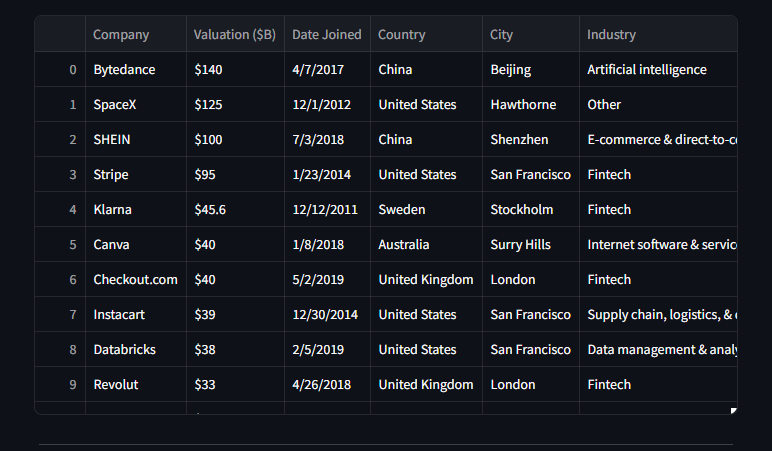 Company Valuation ($B) Date Joined Country City Industry
0 Bytedance $140 4/7/2017 China Beijing Artificial intelligence
1 SpaceX $125 12/1/2012 United States Hawthorne Other
2 SHEIN $100 7/3/2018 China Shenzhen E-commerce & direct-to-c
3 Stripe $95 1/23/2014 United States San Francisco Fintech
4 Klarna $45.6 12/12/2011 Sweden Stockholm Fintech
5 Canva $40 1/8/2018 Australia Surry Hills Internet software & servic
6 Checkout.com $40 5/2/2019 United Kingdom London Fintech
7 Instacart $39 12/30/2014 United States San Francisco Supply chain, logistics, &
8 Databricks $38 2/5/2019 United States San Francisco Data management & analy
9 Revolut $33 4/26/2018 United Kingdom London Fintech